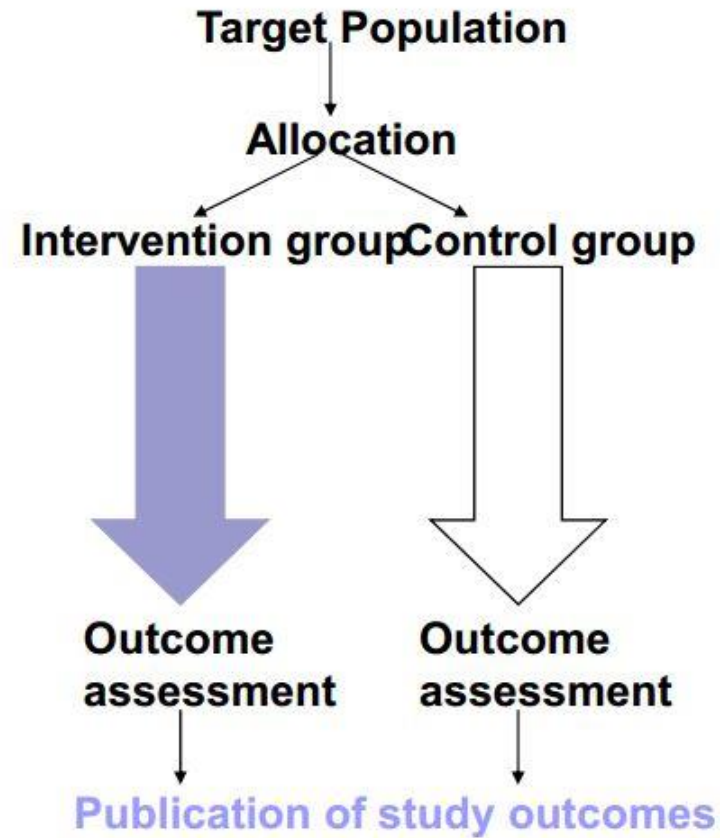 Target Population
Allocation
Intervention group
Control group
Outcome
assessment
Outcome
assessment
Publication of study outcomes